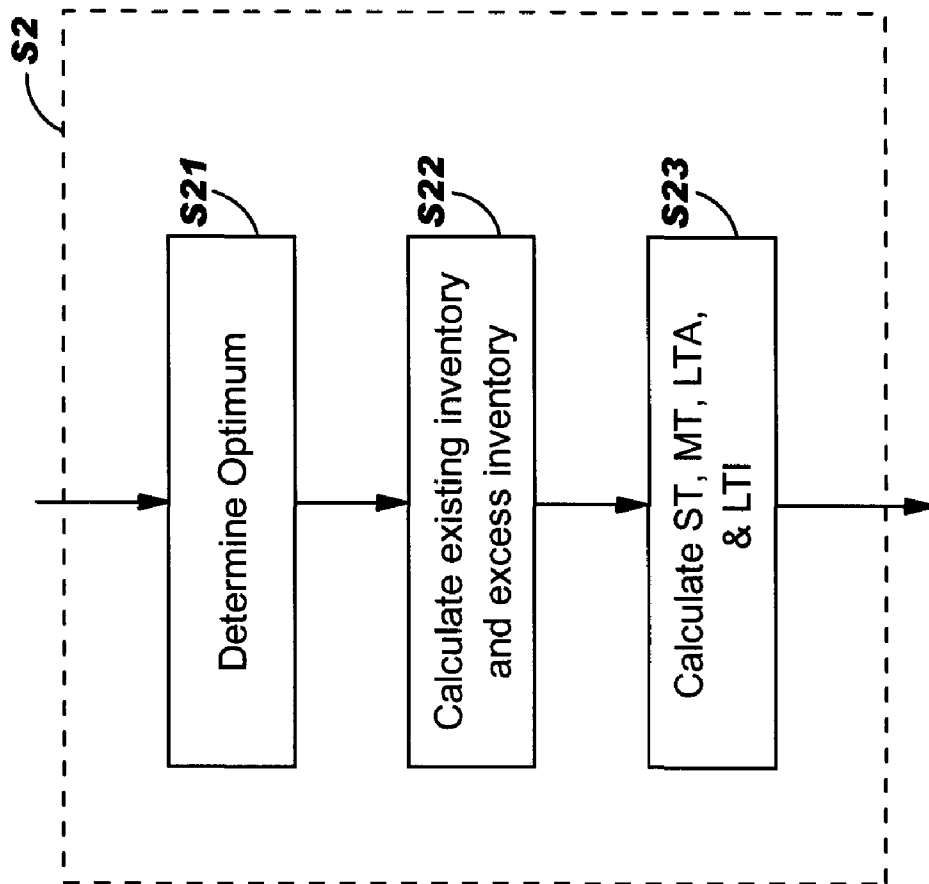 S2
S21
Determine Optimum
S22
Calculate existing inventory
and excess inventory
S23
Calculate ST, MT, LTA,
& LTI